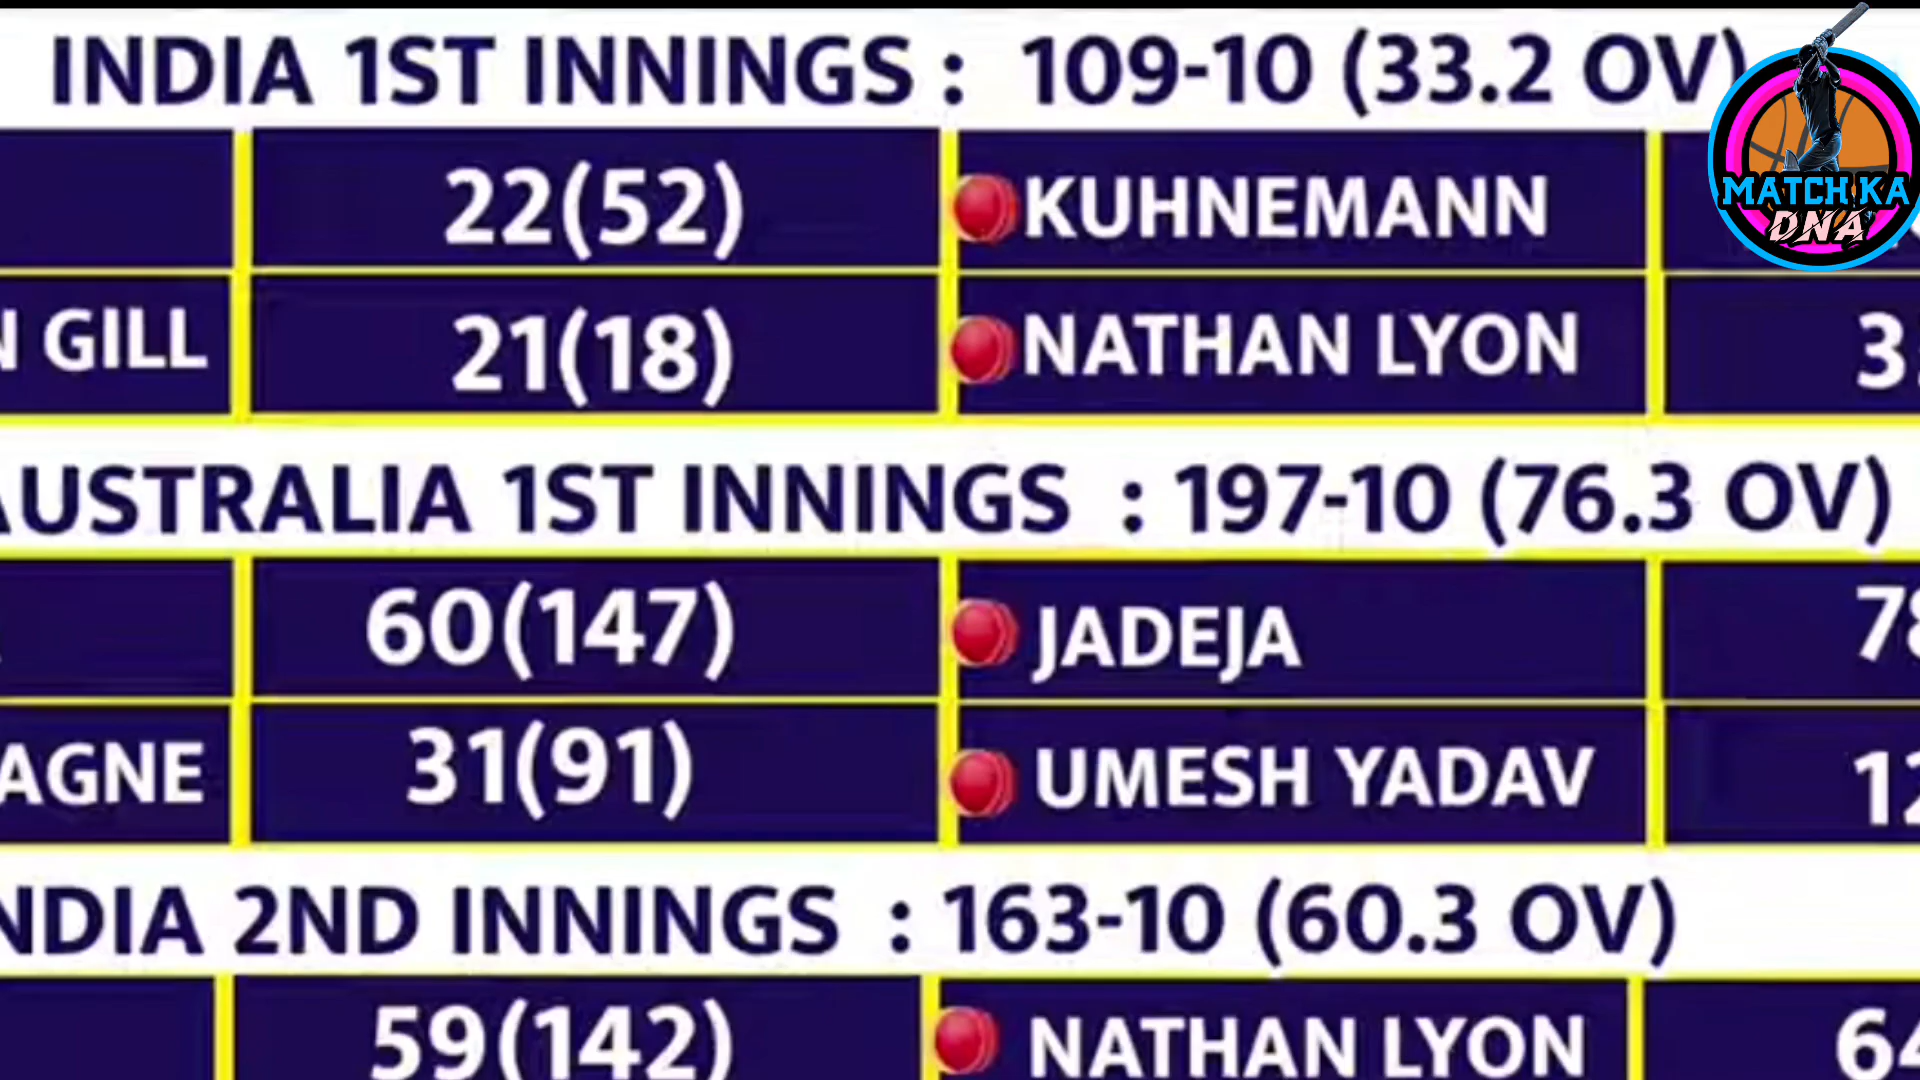 INDIA 1ST INNINGS : 109-10 (33.2 OV)
22(52) KUHNEMANN
GILL 21(18) NATHAN LYON
AUSTRALIA 1ST INNINGS : 197-10 (76.3 OV)
60(147) JADEJA
AGNE 31(91) UMESH YADAV
NDIA 2ND INNINGS : 163-10 (60.3 OV)
59(142) NATHAN LYON 64
MATCH KA
DNA